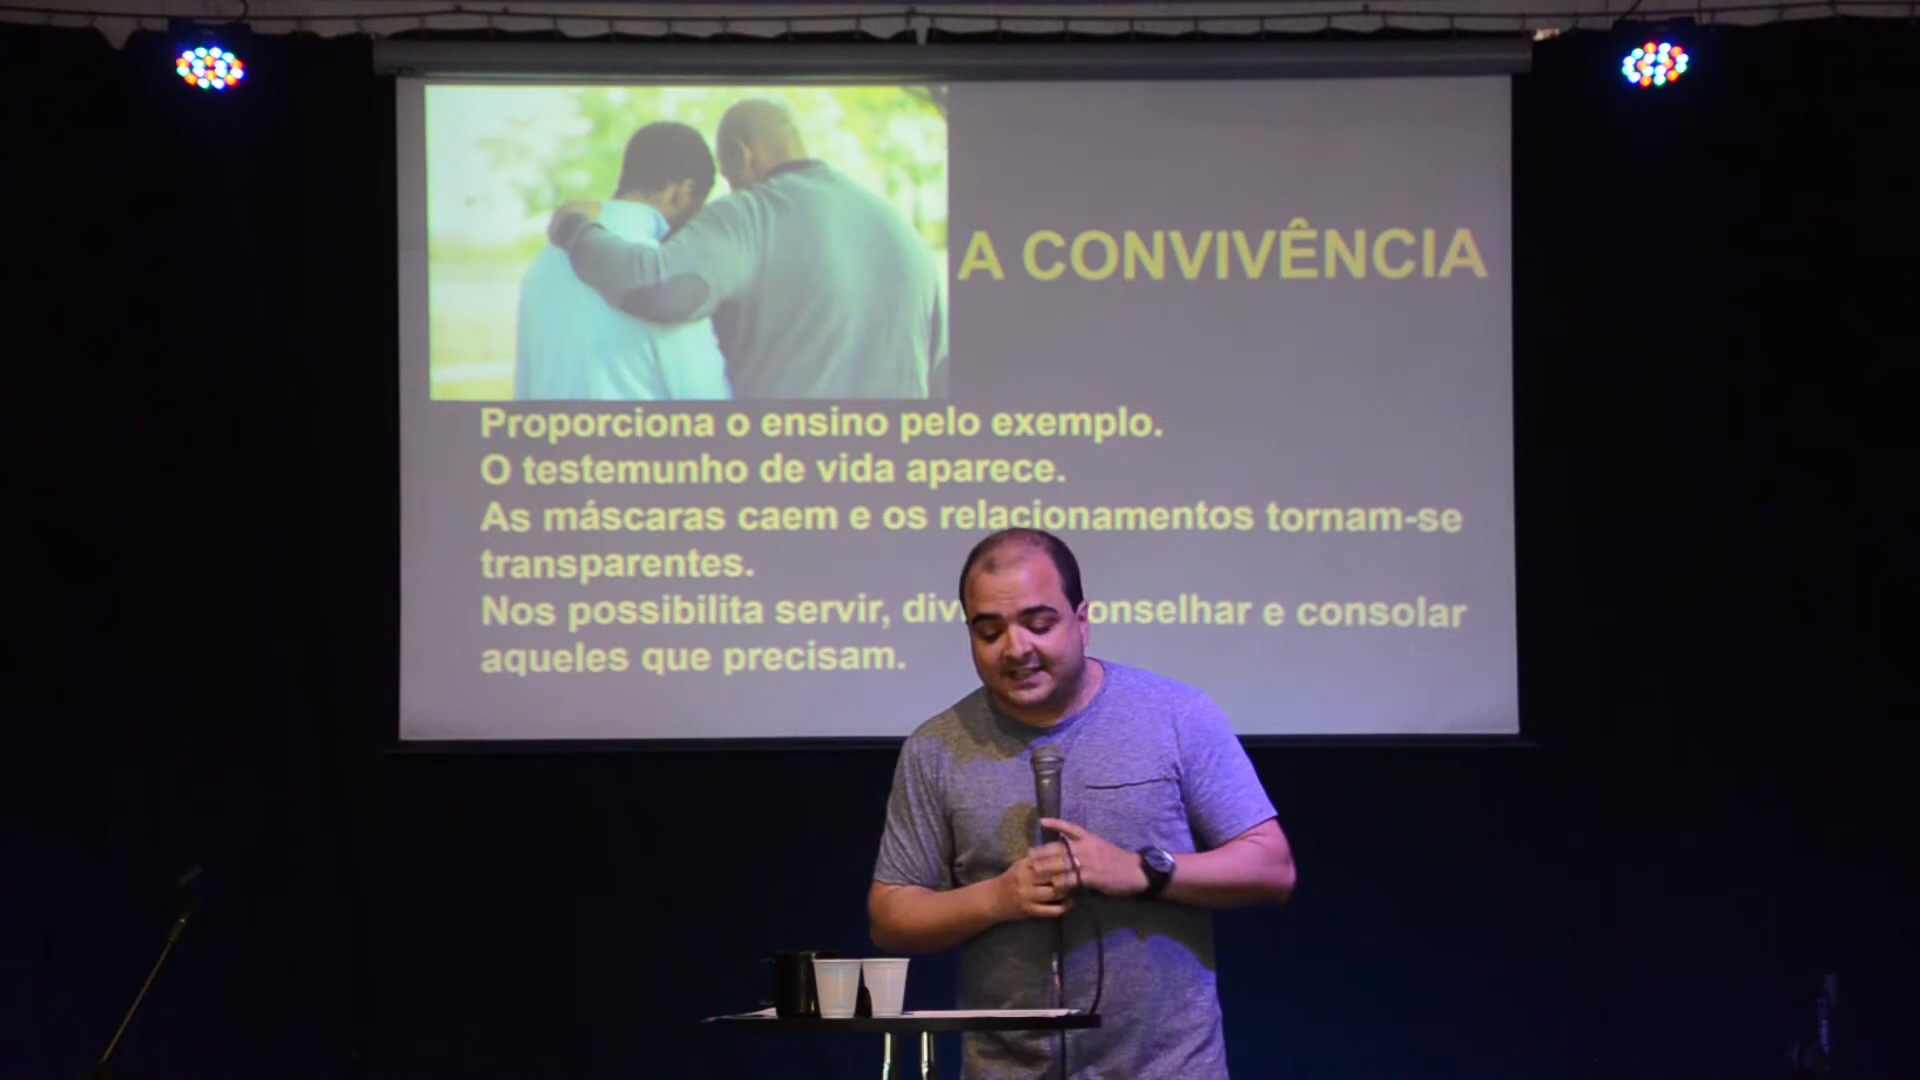 A CONVIVÊNCIA
Proporciona o ensino pelo exemplo.
O testemunho de vida aparece.
As máscaras caem e os relacionamentos tornam-se
transparentes.
Nos possibilita servir, e consolar
aqueles que precisam.